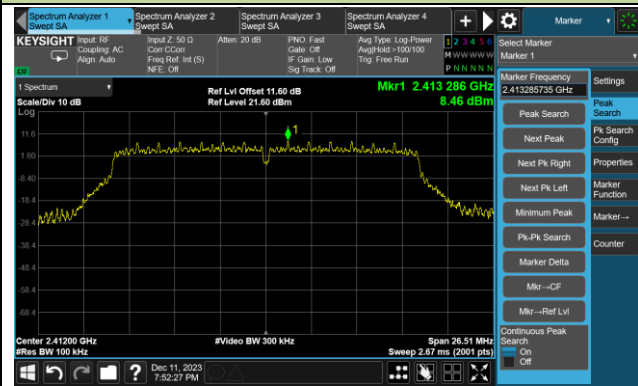 Spectrum Analyzer 1
Swept SA
Spectrum Analyzer 2
Swept SA
Spectrum Analyzer 3
Swept SA
Spectrum Analyzer 4
Swept SA
Marker
KEYSIGHT
Input: RF
Coupling: AC
Align: Auto
Input Z: 50 Ω
Corr CCorr
Freq Ref: Int (S)
NFE: Off
Atten: 20 dB
PNO: Fast
Gate: Off
IF Gain: Low
Sig Track: Off
Avg Type: Log-Power
Avg|Hold >100/100
Trig: Free Run
1 2 3 4 5 6
M W W W W W
P N N N N N
Select Marker
Marker 1
1 Spectrum
Scale/Div 10 dB
Log
Ref Lvl Offset 11.60 dB
Ref Level 21.60 dBm
Mkr1 2.413 286 GHz
8.46 dBm
1
11.6
1.60
-8.40
-18.4
-28.4
-38.4
-48.4
-58.4
-68.4
Center 2.41200 GHz
#Res BW 100 kHz
#Video BW 300 kHz
Span 26.51 MHz
Sweep 2.67 ms (2001 pts)
Marker Frequency
2.413285735 GHz
Peak Search
Next Peak
Next Pk Right
Next Pk Left
Minimum Peak
Pk-Pk Search
Marker Delta
Mkr→CF
Mkr→Ref Lvl
Continuous Peak
Search
On
Off
Settings
Peak
Search
Pk Search
Config
Properties
Marker
Function
Marker→
Counter
Dec 11, 2023
7:52:27 PM